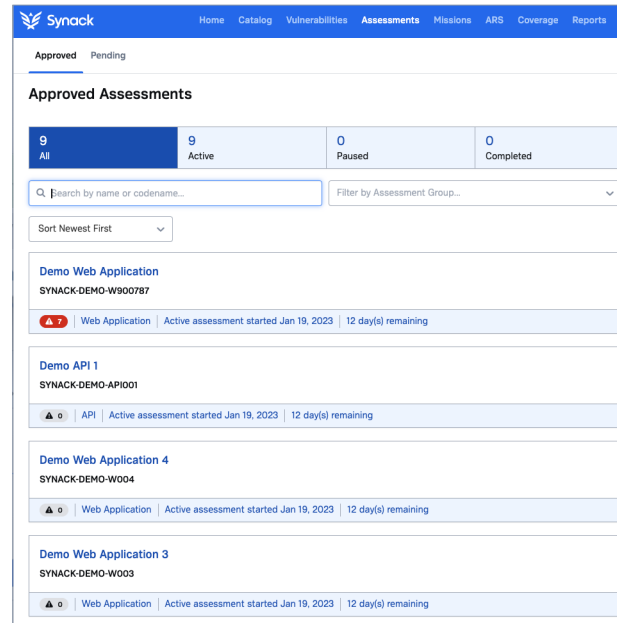 Synack Home Catalog Vulnerabilities Assessments Missions ARS Coverage Reports
Approved Pending
Approved Assessments
9 9 0 0
All Active Paused Completed
Search by name or codename... Filter by Assessment Group...
Sort Newest First
Demo Web Application
SYNACK-DEMO-W900787
7 Web Application Active assessment started Jan 19, 2023 12 day(s) remaining
Demo API 1
SYNACK-DEMO-API001
0 API Active assessment started Jan 19, 2023 12 day(s) remaining
Demo Web Application 4
SYNACK-DEMO-W004
0 Web Application Active assessment started Jan 19, 2023 12 day(s) remaining
Demo Web Application 3
SYNACK-DEMO-W003
0 Web Application Active assessment started Jan 19, 2023 12 day(s) remaining